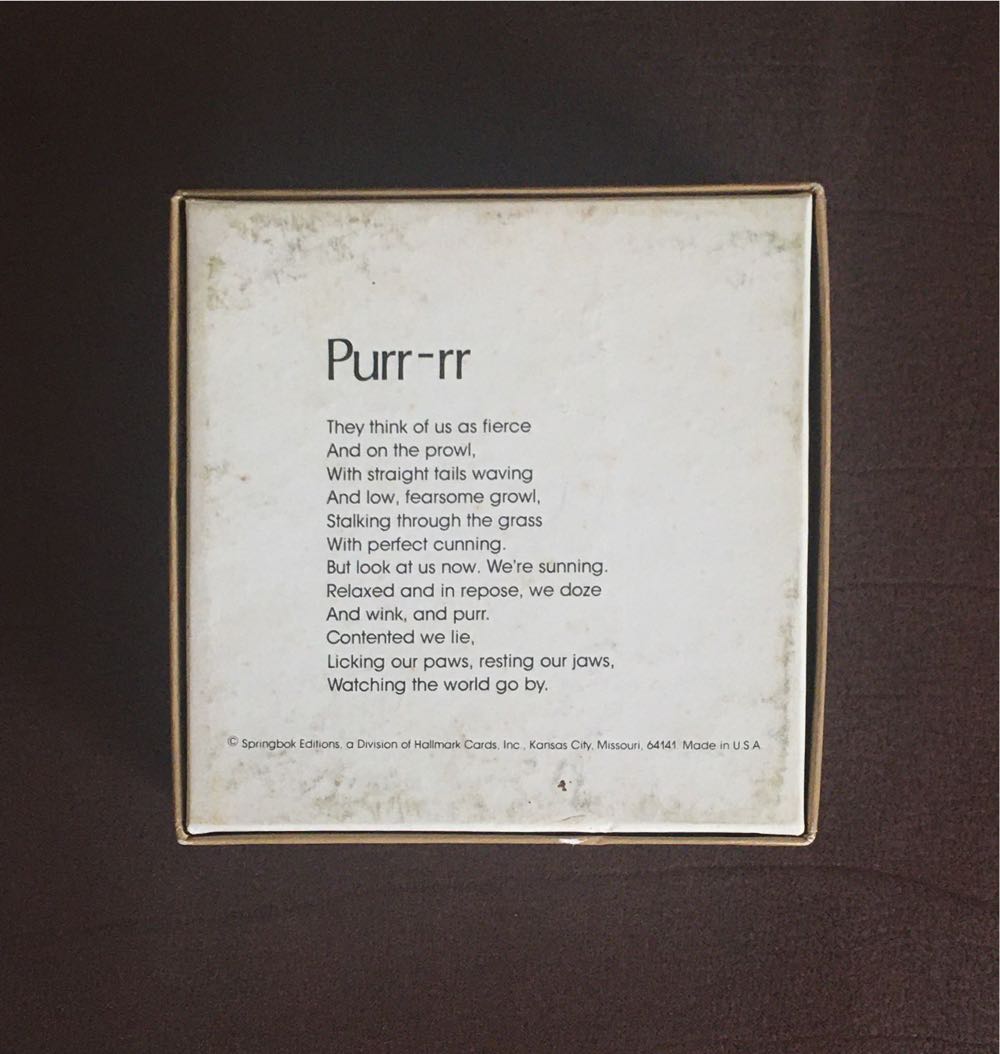 Purr-rr
They think of us as fierce
And on the prowl,
With straight tails waving
And low, fearsome growl,
Stalking through the grass
With perfect cunning.
But look at us now. We're sunning.
Relaxed and in repose, we doze
And wink, and purr.
Contented we lie,
Licking our paws, resting our jaws,
Watching the world go by.
© Springbok Editions, a Division of Hallmark Cards, Inc., Kansas City, Missouri, 64141 Made in U.S.A.